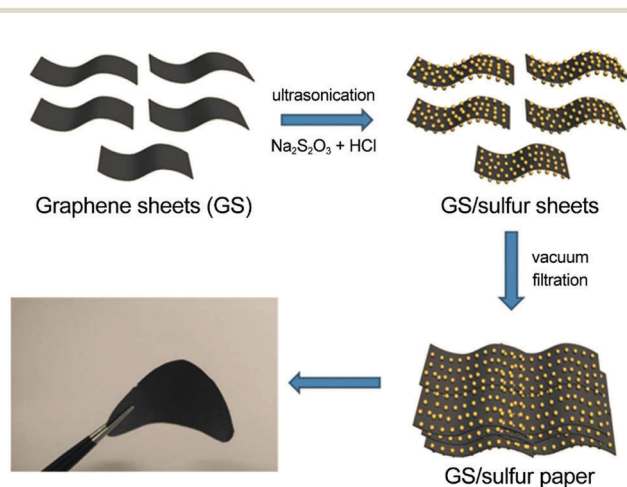 ultrasonication
Na₂S₂O₃ + HCl
Graphene sheets (GS)
GS/sulfur sheets
vacuum
filtration
GS/sulfur paper